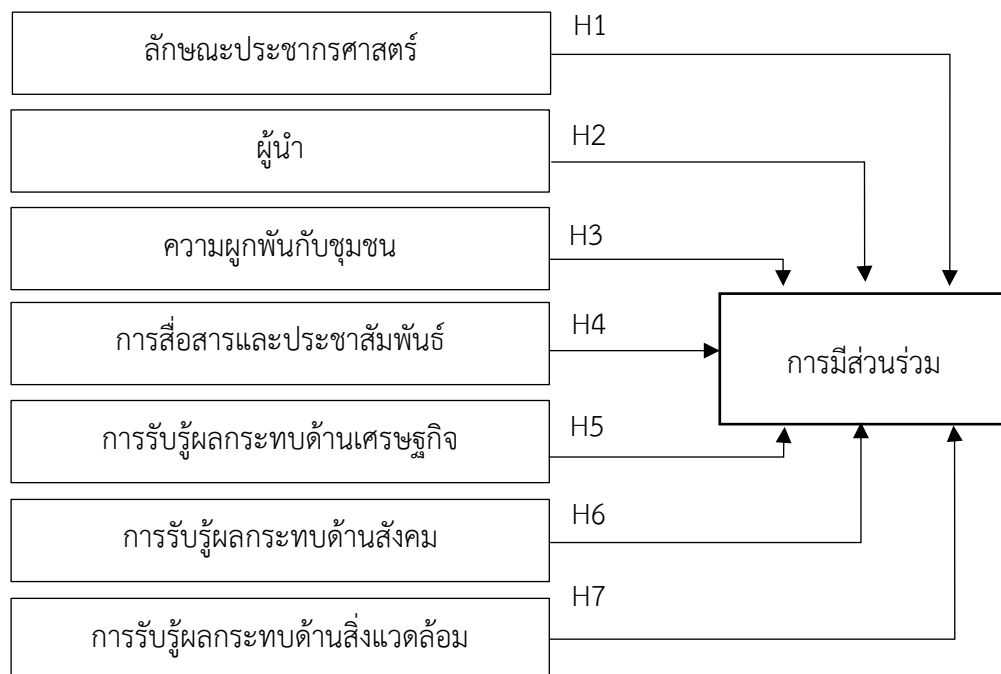 H1
ลักษณะประชากรศาสตร์
H2
ผู้นำ
H3
ความผูกพันกับชุมชน
H4
การสื่อสารและประชาสัมพันธ์
การมีส่วนร่วม
H5
การรับรู้ผลกระทบด้านเศรษฐกิจ
H6
การรับรู้ผลกระทบด้านสังคม
H7
การรับรู้ผลกระทบด้านสิ่งแวดล้อม